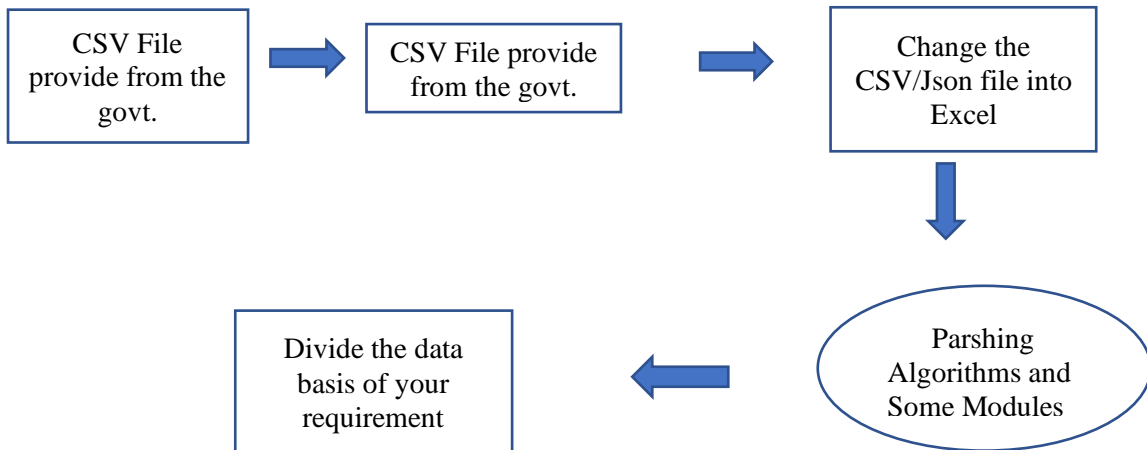 CSV File
provide from the
govt.
CSV File provide
from the govt.
Change the
CSV/Json file into
Excel
Parshing
Algorithms and
Some Modules
Divide the data
basis of your
requirement